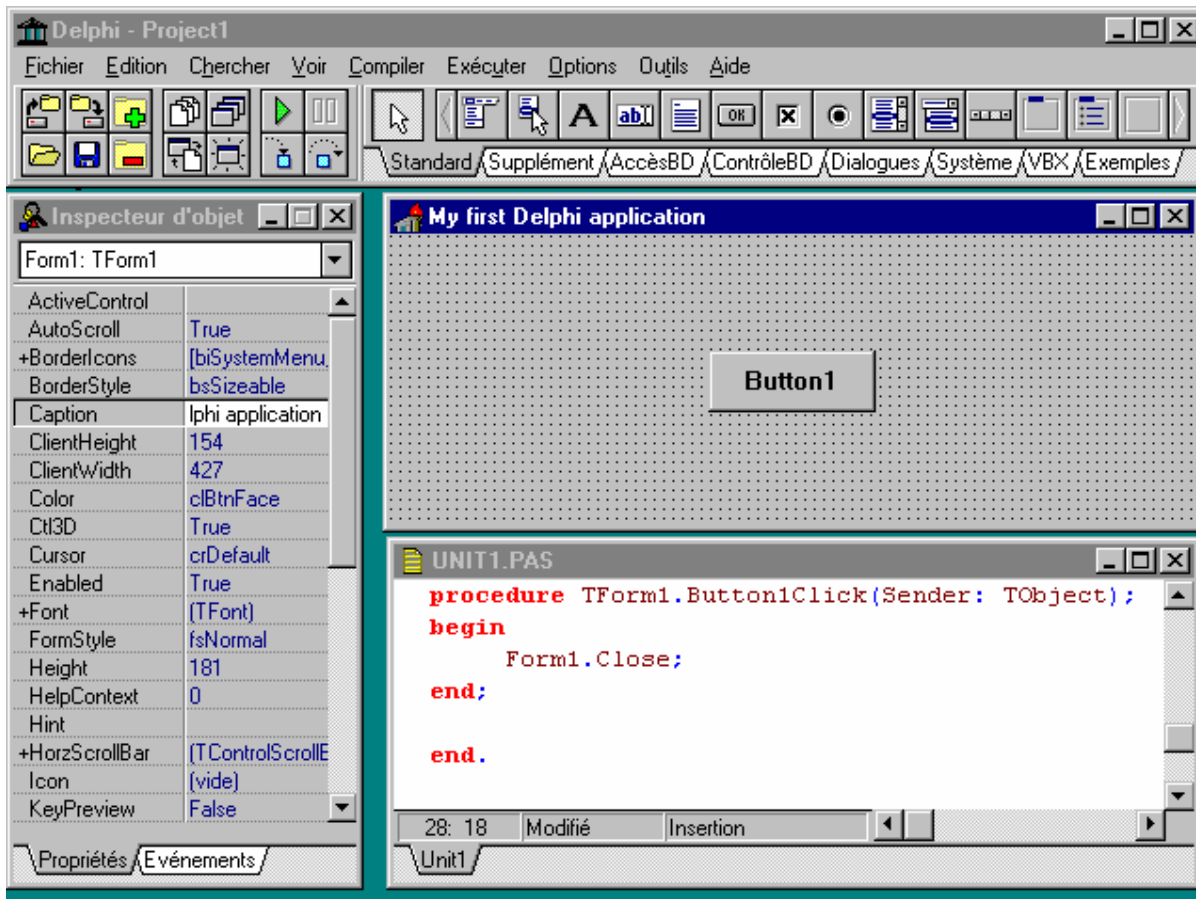 Delphi - Project1
Fichier Edition Chercher Voir Compiler Exécuter Options Outils Aide
A ab OK
Standard Supplément AccèsBD ContrôleBD Dialogues Système VBX Exemples
Inspecteur d'objet
Form1: TForm1
ActiveControl
AutoScroll True
+BorderIcons [biSystemMenu,
BorderStyle bsSizeable
Caption lphi application
ClientHeight 154
ClientWidth 427
Color clBtnFace
Ctl3D True
Cursor crDefault
Enabled True
+Font (TFont)
FormStyle fsNormal
Height 181
HelpContext 0
Hint
+HorzScrollBar (TControlScrollB
Icon (vide)
KeyPreview False
Propriétés Evénements
My first Delphi application
Button1
UNIT1.PAS
procedure TForm1.Button1Click(Sender: TObject);
begin
Form1.Close;
end;
end.
28: 18 Modifié Insertion
Unit1